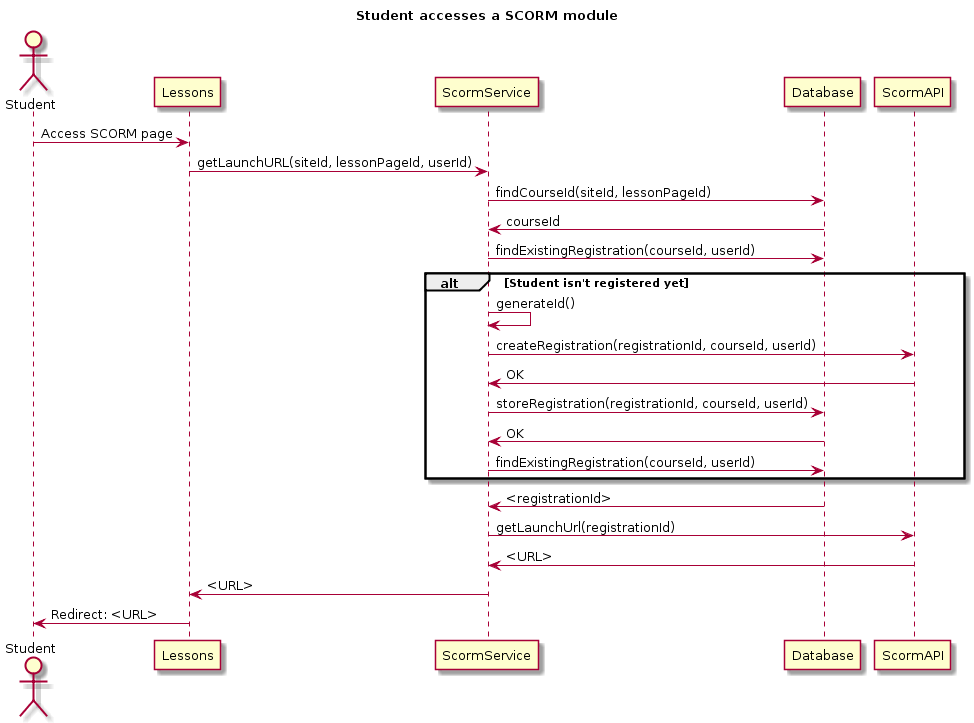 Student accesses a SCORM module
Student
Lessons
ScormService
Database
ScormAPI
Access SCORM page
getLaunchURL(siteId, lessonPageId, userId)
findCourseId(siteId, lessonPageId)
courseId
findExistingRegistration(courseId, userId)
alt
[Student isn't registered yet]
generateId()
createRegistration(registrationId, courseId, userId)
OK
storeRegistration(registrationId, courseId, userId)
OK
findExistingRegistration(courseId, userId)
<registrationId>
getLaunchUrl(registrationId)
<URL>
<URL>
Redirect: <URL>
Student
Lessons
ScormService
Database
ScormAPI